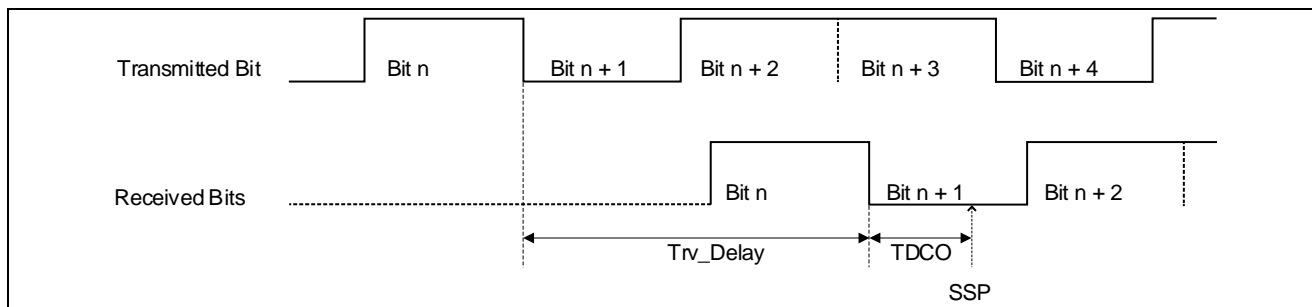 Transmitted Bit
Bit n
Bit n + 1
Bit n + 2
Bit n + 3
Bit n + 4
Received Bits
Bit n
Bit n + 1
Bit n + 2
Trv_Delay
TDCO
SSP